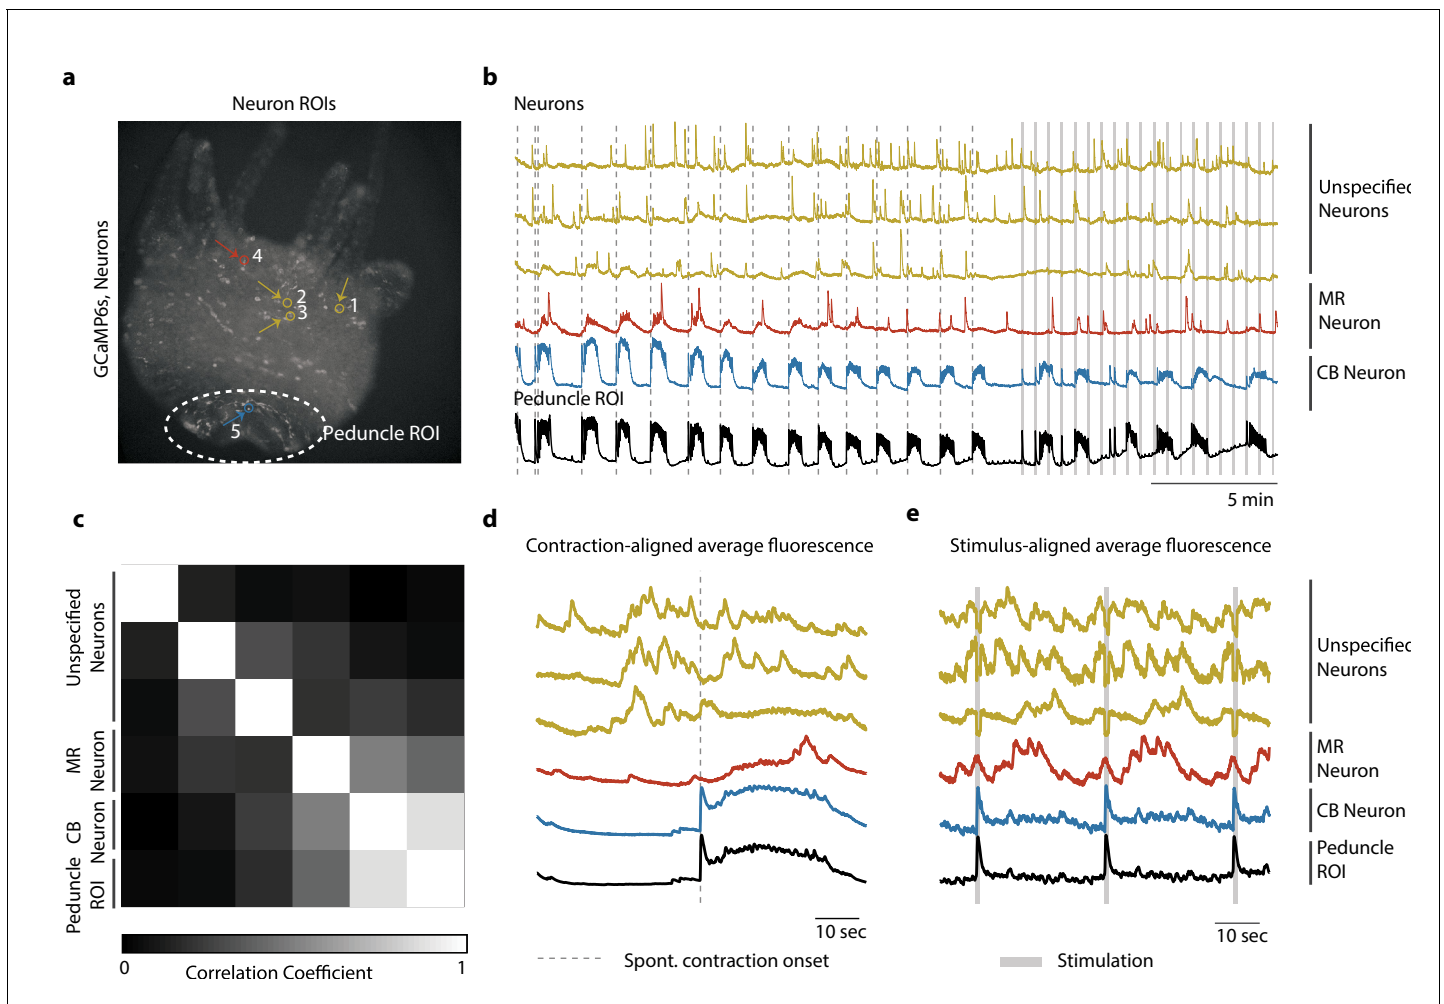 a
Neuron ROIs
GCaMP6s, Neurons
4
2
3
1
5
Peduncle ROI
b
Neurons
Peduncle ROI
Unspecified
Neurons
MR
Neuron
CB Neuron
5 min
c
Unspecified
Neurons
MR
Neuron
CB
Neuron
Peduncle
ROI
0
Correlation Coefficient
1
d
Contraction-aligned average fluorescence
10 sec
Spont. contraction onset
e
Stimulus-aligned average fluorescence
Unspecified
Neurons
MR
Neuron
CB Neuron
Peduncle
ROI
10 sec
Stimulation